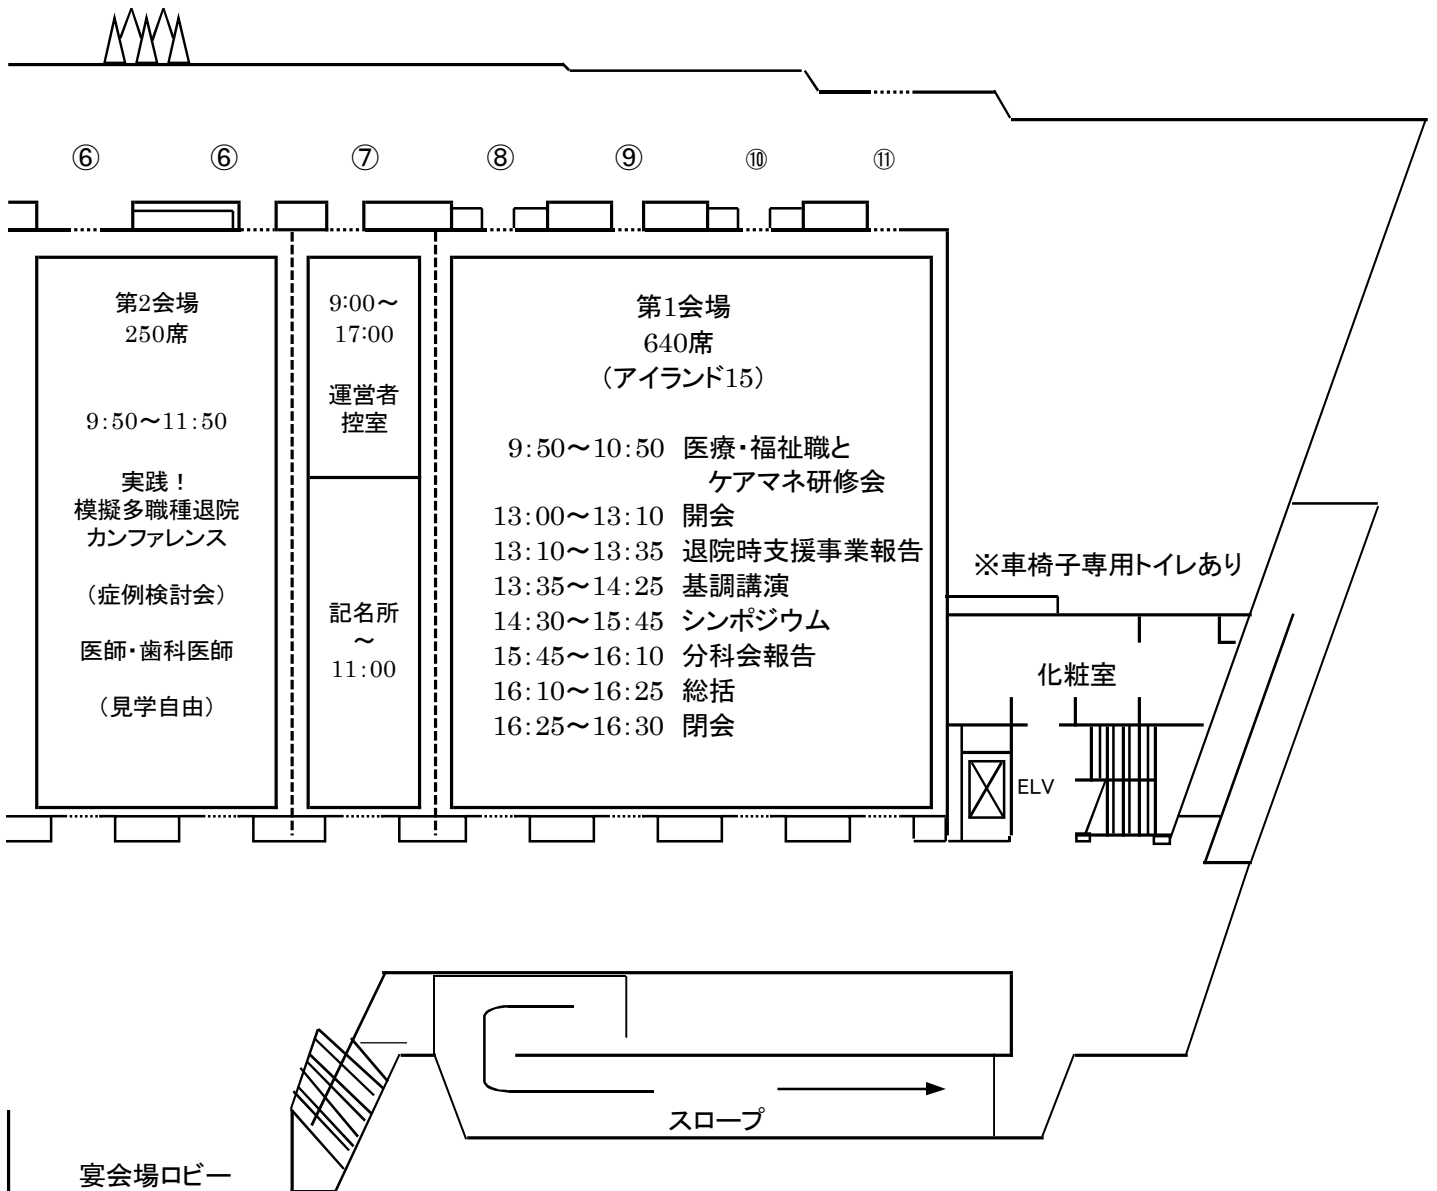 ⑥ ⑥ ⑦ ⑧ ⑨ ⑩ ⑪
第2会場
250席
9:50～11:50
実践！
模擬多職種退院
カンファレンス
（症例検討会）
医師・歯科医師
（見学自由）
9:00～
17:00
運営者
控室
記名所
～
11:00
第1会場
640席
（アイランド15）
9:50～10:50 医療・福祉職と
ケアマネ研修会
13:00～13:10 開会
13:10～13:35 退院時支援事業報告
13:35～14:25 基調講演
14:30～15:45 シンポジウム
15:45～16:10 分科会報告
16:10～16:25 総括
16:25～16:30 閉会
※車椅子専用トイレあり
化粧室
ELV
スロープ
宴会場ロビー